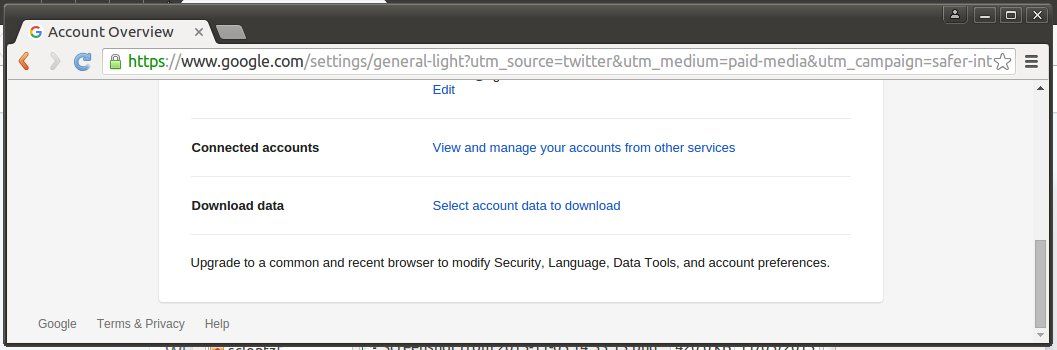 Account Overview
https://www.google.com/settings/general-light?utm_source=twitter&utm_medium=paid-media&utm_campaign=safer-int
Edit
Connected accounts View and manage your accounts from other services
Download data Select account data to download
Upgrade to a common and recent browser to modify Security, Language, Data Tools, and account preferences.
Google Terms & Privacy Help